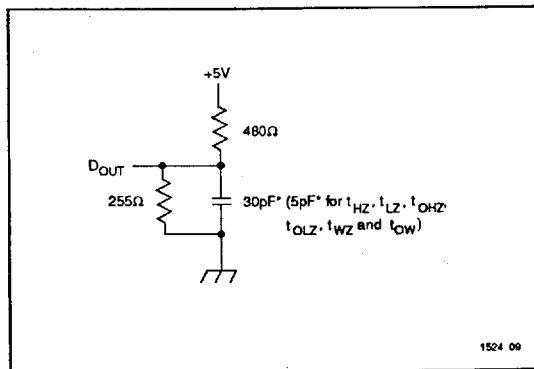 +5V
480Ω
DOUT
255Ω
30pF* (5pF* for tHZ, tLZ, tOHZ,
tOLZ, tWZ and tOW)
1524 09